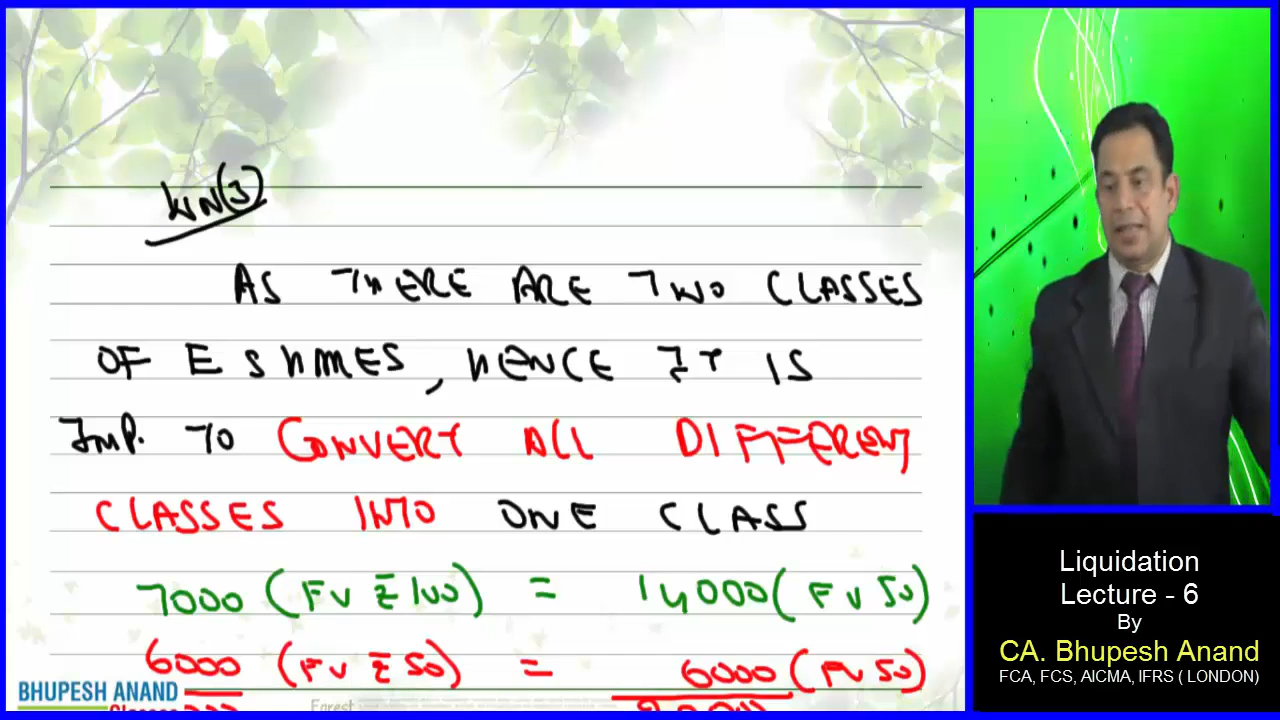 WN(3)
AS THERE ARE TWO CLASSES
OF E SHARES, HENCE IT IS
IMP. TO CONVERT ALL DIFFERENT
CLASSES INTO ONE CLASS
7000 (FV ₹ 100) = 14000 (FV 50)
6000 (FV ₹ 50) = 6000 (FV 50)
BHUPESH ANAND
Classes
Forest
Liquidation
Lecture - 6
By
CA. Bhupesh Anand
FCA, FCS, AICMA, IFRS ( LONDON)